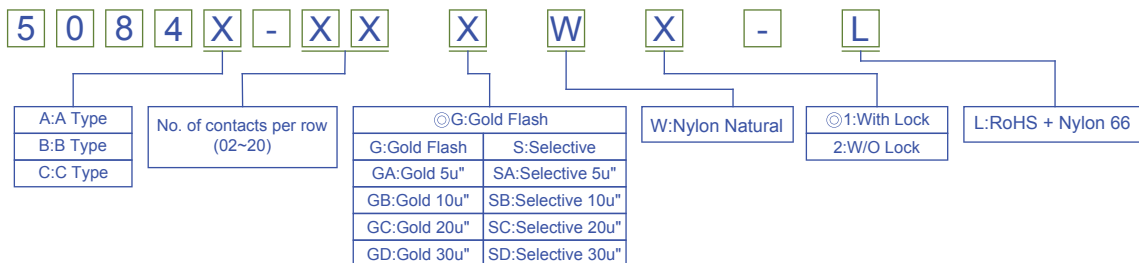 5 0 8 4 X - X X X W X - L
A:A Type
B:B Type
C:C Type
No. of contacts per row
(02~20)
◎G:Gold Flash
G:Gold Flash S:Selective
GA:Gold 5u" SA:Selective 5u"
GB:Gold 10u" SB:Selective 10u"
GC:Gold 20u" SC:Selective 20u"
GD:Gold 30u" SD:Selective 30u"
W:Nylon Natural
◎1:With Lock
2:W/O Lock
L:RoHS + Nylon 66